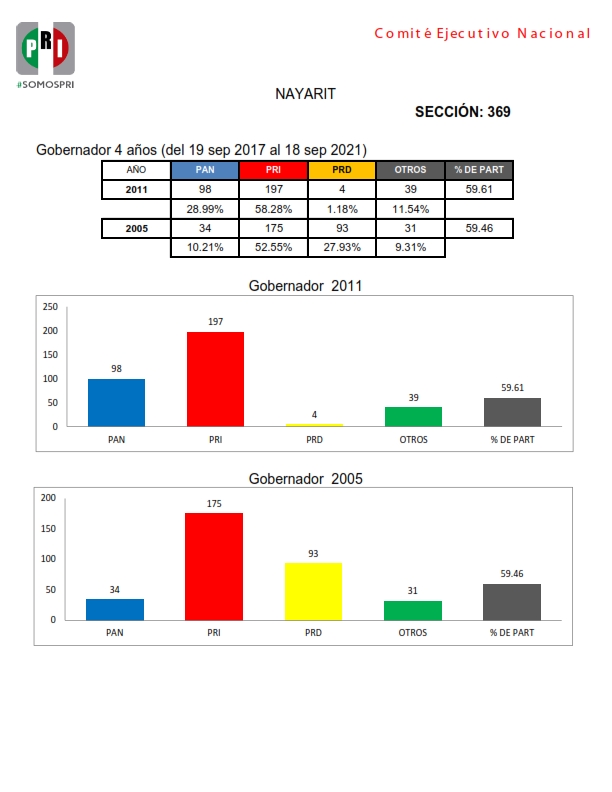 PRI
#SOMOSPRI
Comité Ejecutivo Nacional
NAYARIT
SECCIÓN: 369
Gobernador 4 años (del 19 sep 2017 al 18 sep 2021)
AÑO PAN PRI PRD OTROS % DE PART
2011 98 197 4 39 59.61
28.99% 58.28% 1.18% 11.54%
2005 34 175 93 31 59.46
10.21% 52.55% 27.93% 9.31%
Gobernador 2011
250
200
150
100
50
0
98
197
4
39
59.61
PAN PRI PRD OTROS % DE PART
Gobernador 2005
200
150
100
50
0
34
175
93
31
59.46
PAN PRI PRD OTROS % DE PART